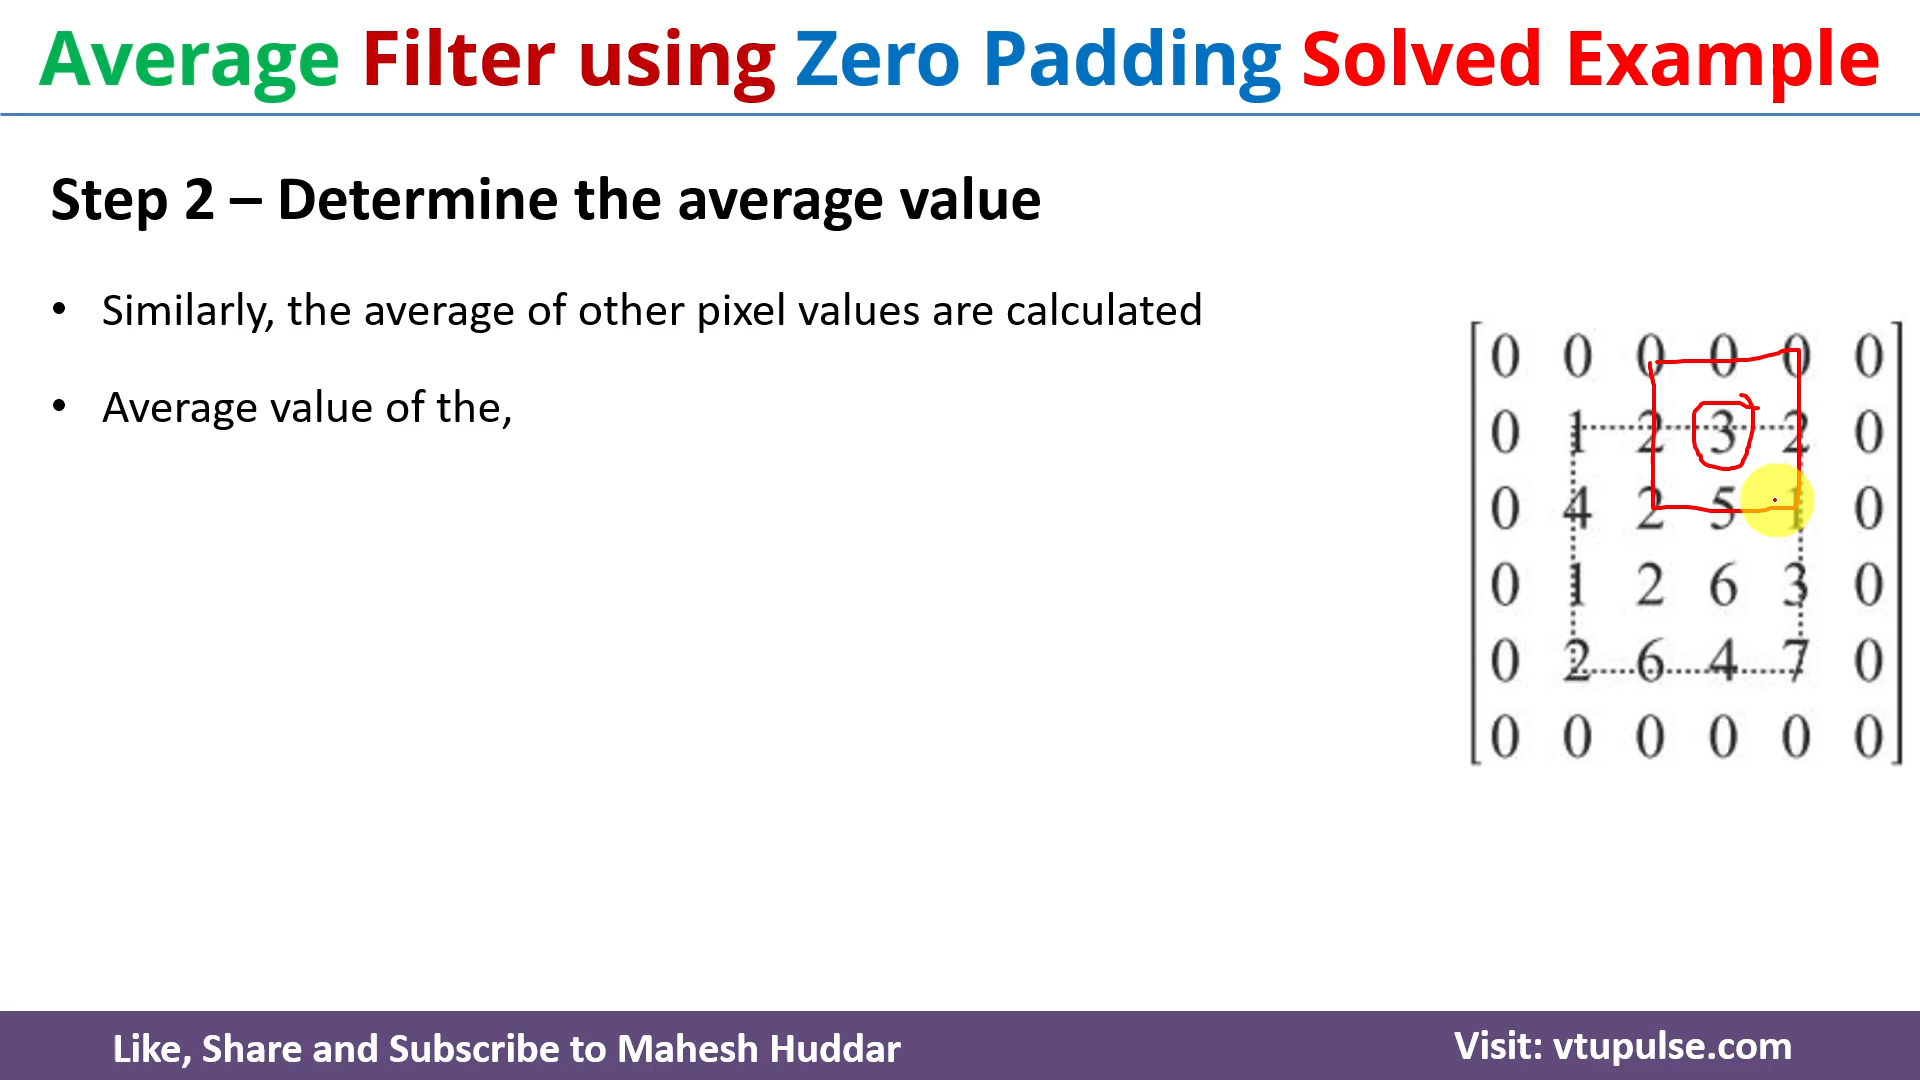 Average Filter using Zero Padding Solved Example
Step 2 – Determine the average value
• Similarly, the average of other pixel values are calculated
• Average value of the,
0 0 0 0 0 0
0 1 2 3 2 0
0 4 2 5 1 0
0 1 2 6 3 0
0 2 6 4 7 0
0 0 0 0 0 0
Like, Share and Subscribe to Mahesh Huddar
Visit: vtupulse.com